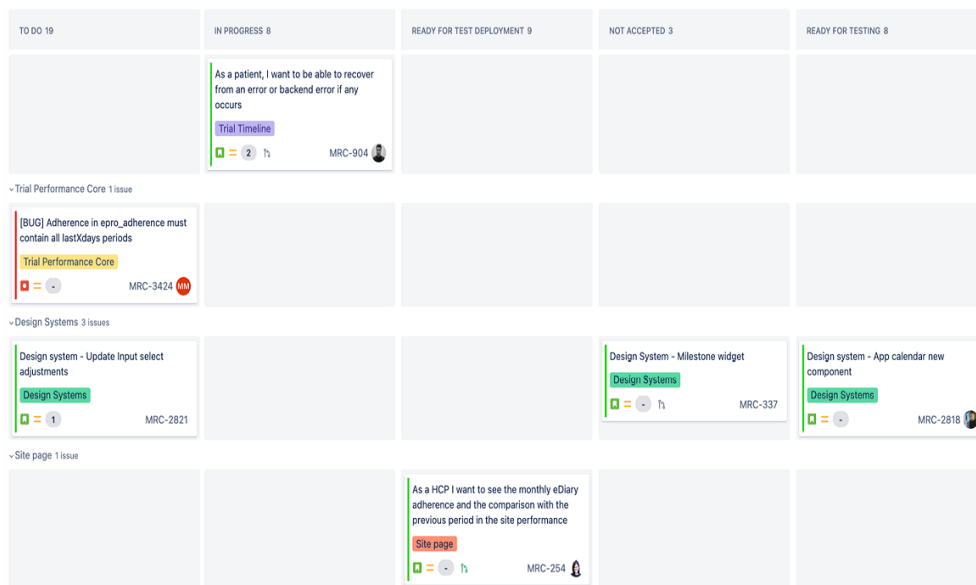 TO DO 19
IN PROGRESS 8
READY FOR TEST DEPLOYMENT 9
NOT ACCEPTED 3
READY FOR TESTING 8
As a patient, I want to be able to recover
from an error or backend error if any
occurs
Trial Timeline
2
MRC-904
Trial Performance Core 1 issue
[BUG] Adherence in epro_adherence must
contain all lastXdays periods
Trial Performance Core
-
MRC-3424
MM
Design Systems 3 issues
Design system - Update Input select
adjustments
Design Systems
1
MRC-2821
Design System - Milestone widget
Design Systems
-
MRC-337
Design system - App calendar new
component
Design Systems
-
MRC-2818
Site page 1 issue
As a HCP I want to see the monthly eDiary
adherence and the comparison with the
previous period in the site performance
Site page
-
MRC-254